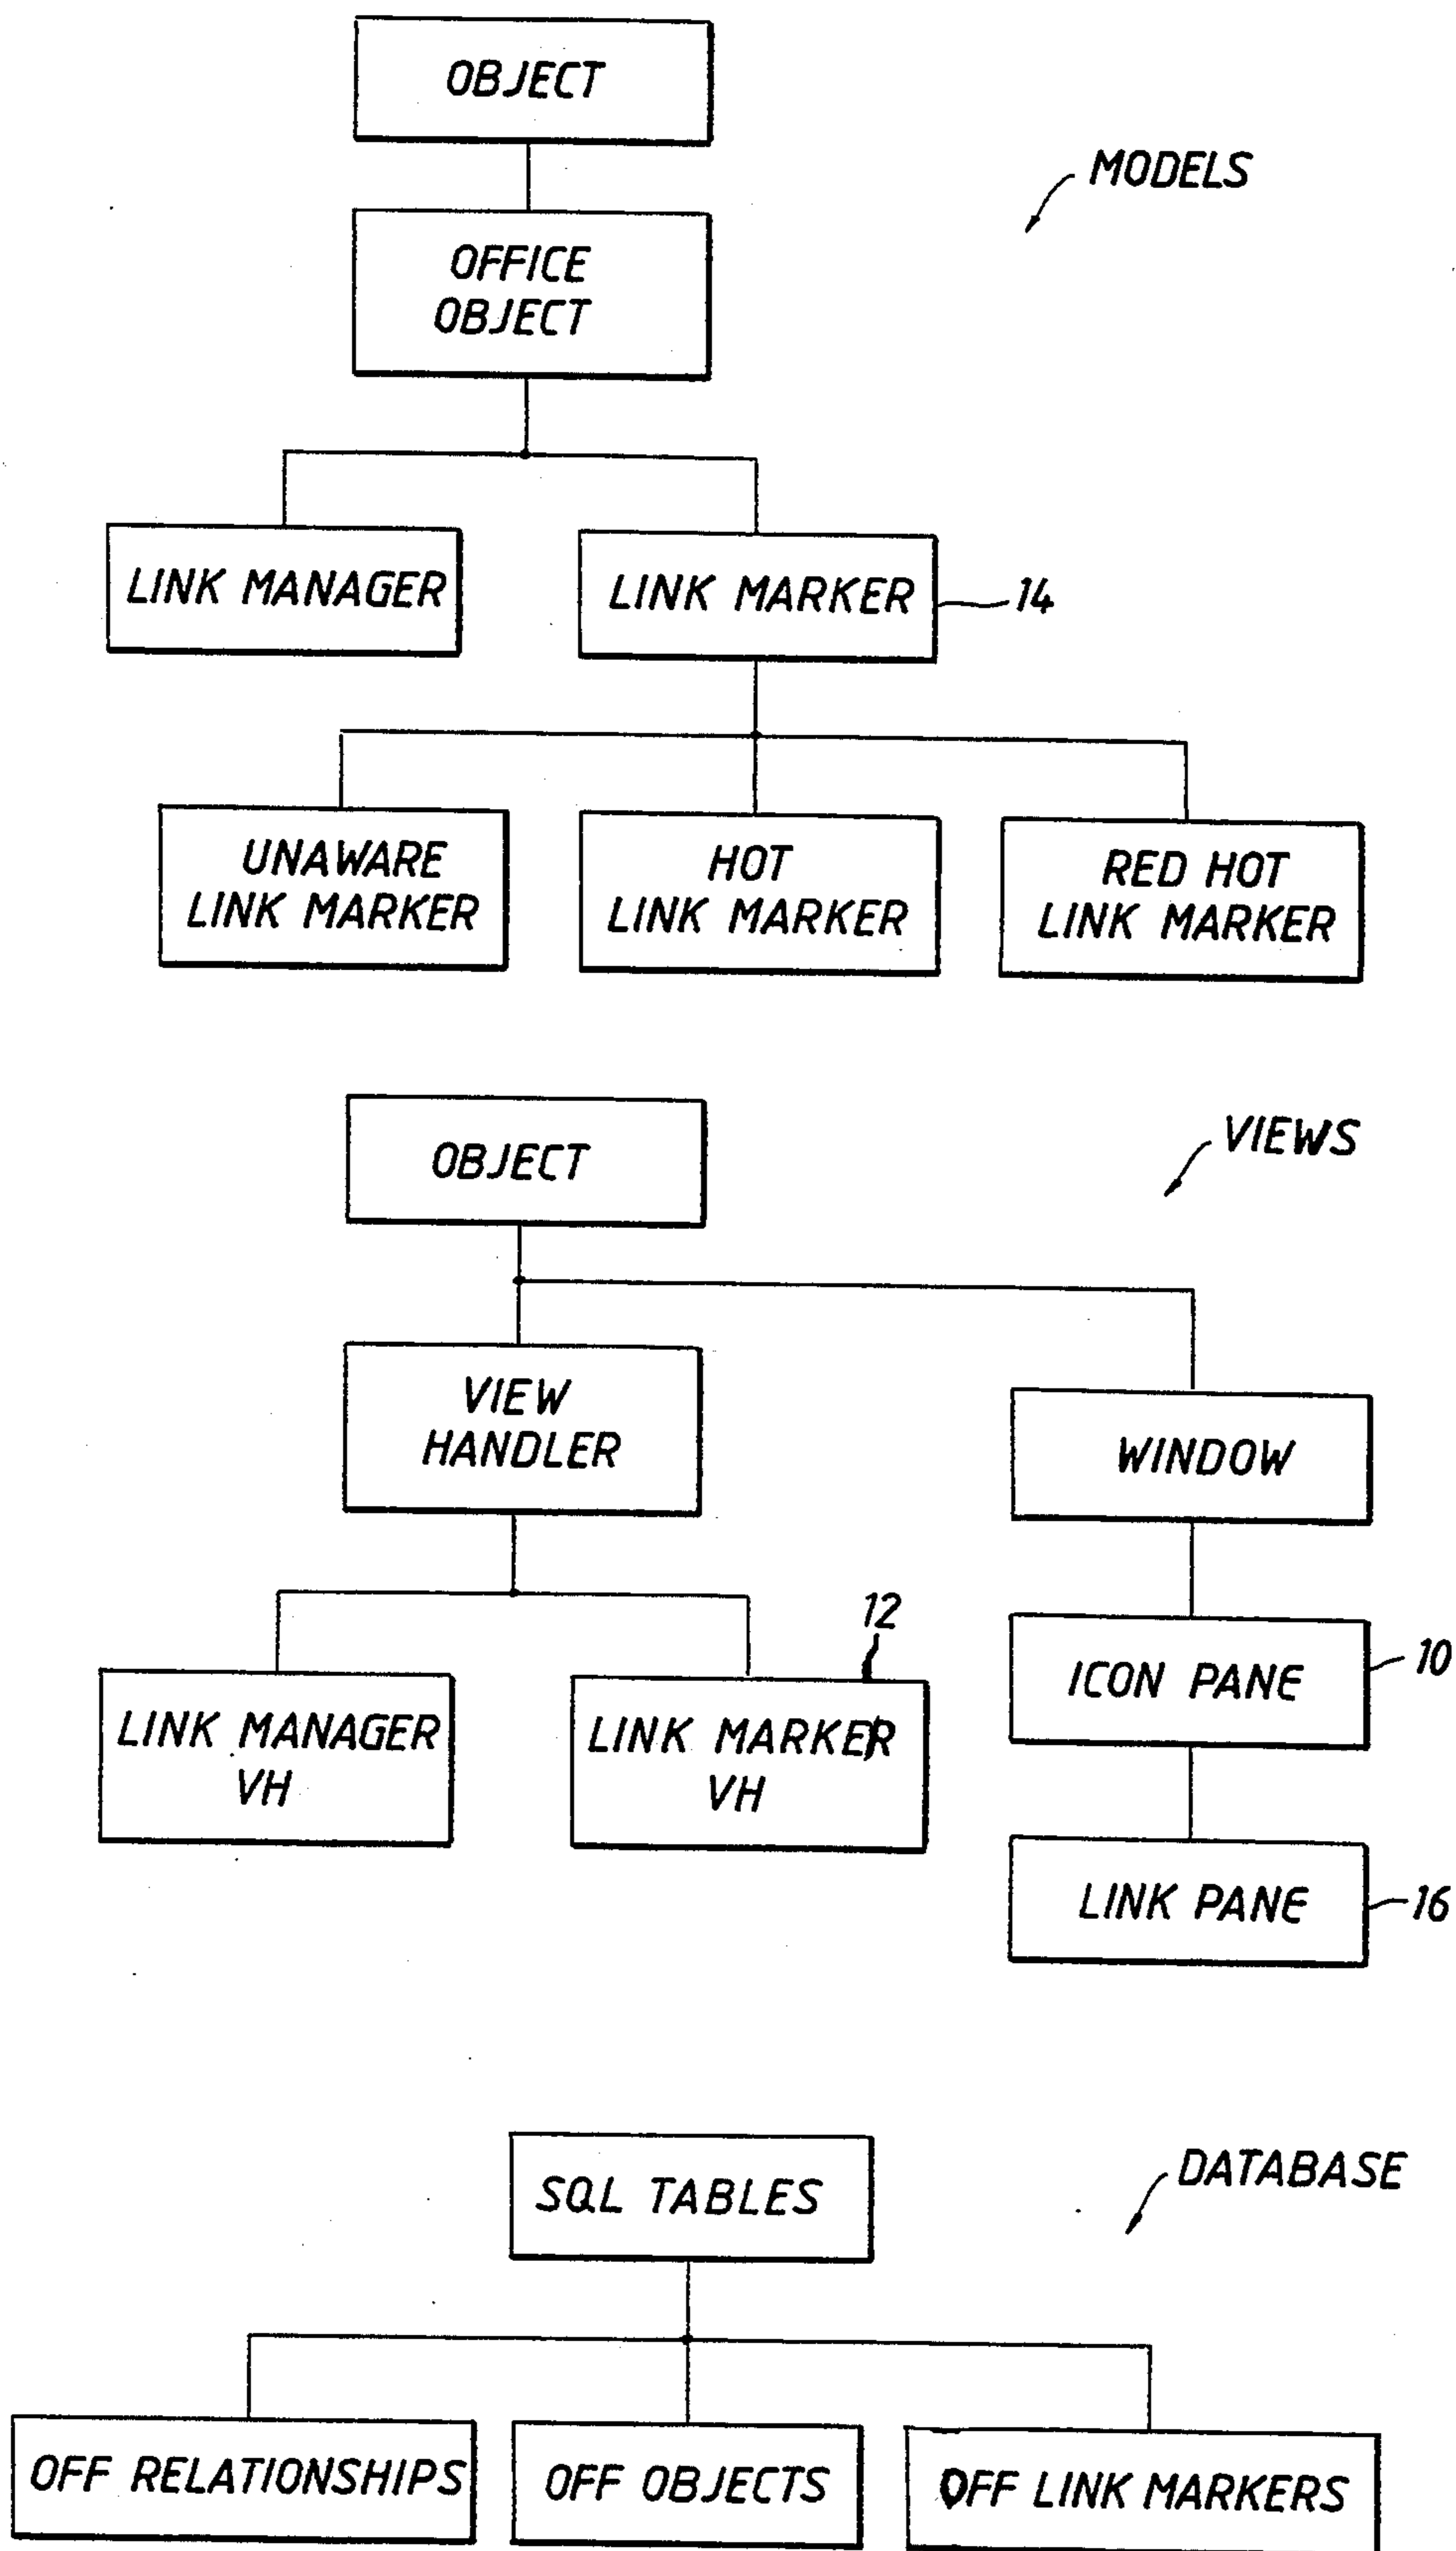 OBJECT
MODELS
OFFICE
OBJECT
LINK MANAGER
LINK MARKER
14
UNAWARE
LINK MARKER
HOT
LINK MARKER
RED HOT
LINK MARKER
OBJECT
VIEWS
VIEW
HANDLER
WINDOW
12
ICON PANE
10
LINK MANAGER
VH
LINK MARKER
VH
LINK PANE
16
SQL TABLES
DATABASE
OFF RELATIONSHIPS
OFF OBJECTS
OFF LINK MARKERS